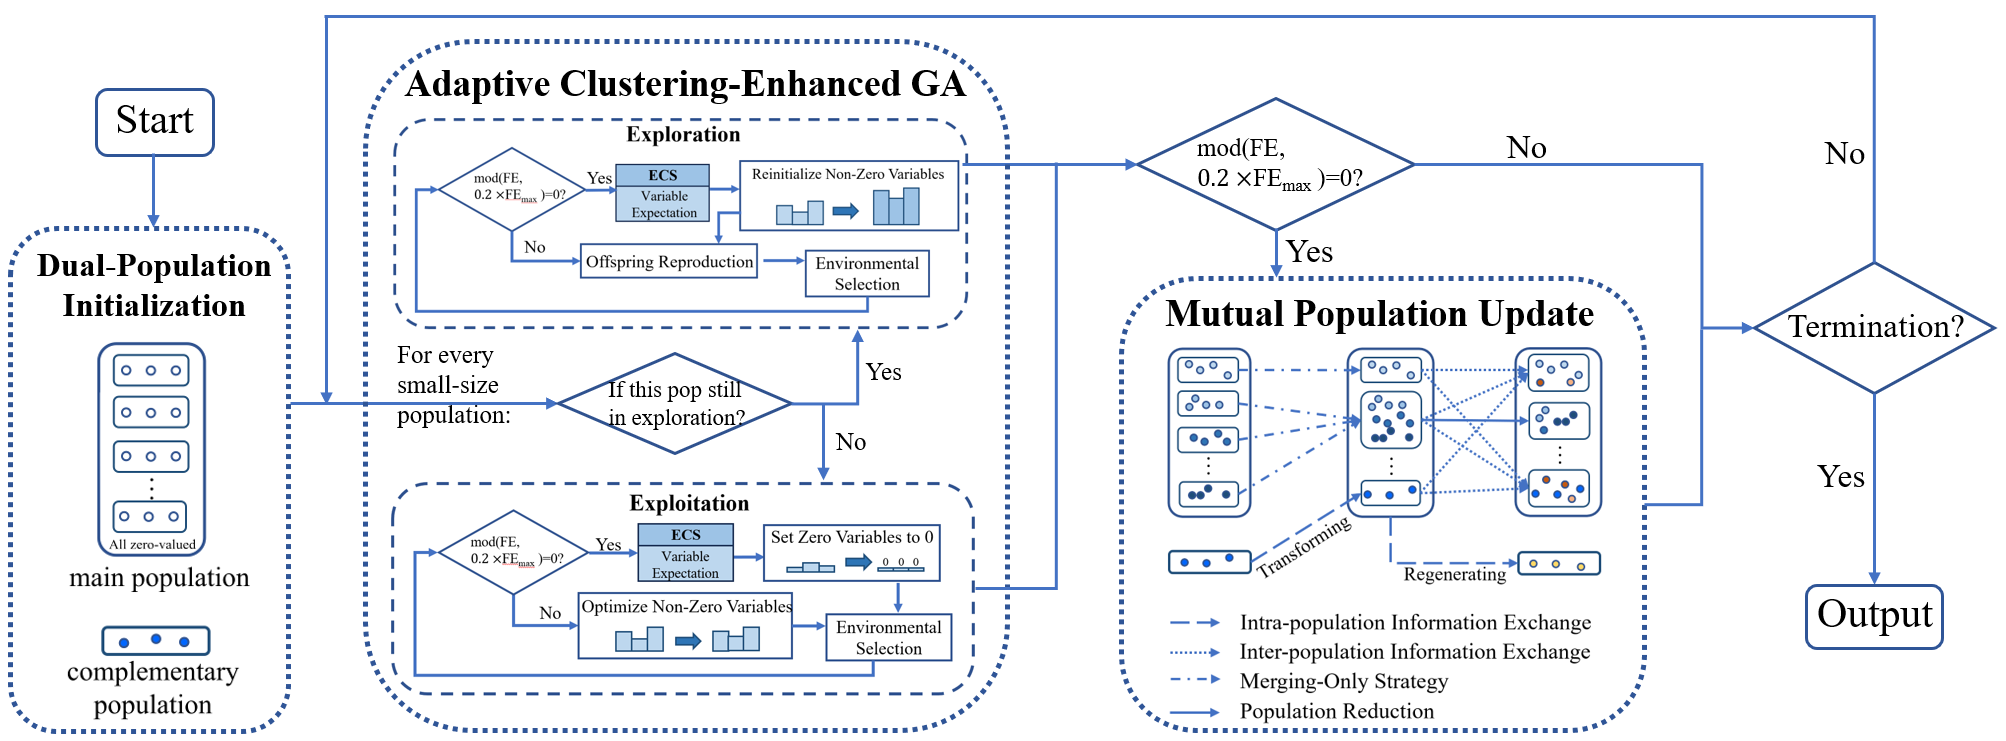 Start
Dual-Population
Initialization
All zero-valued
main population
complementary
population
Adaptive Clustering-Enhanced GA
Exploration
mod(FE,
0.2 ×FEmax )=0?
Yes
ECS
Variable
Expectation
Reinitialize Non-Zero Variables
No
Offspring Reproduction
Environmental
Selection
For every
small-size
population:
If this pop still
in exploration?
Yes
No
Exploitation
mod(FE,
0.2 ×FEmax )=0?
Yes
ECS
Variable
Expectation
Set Zero Variables to 0
0 0 0
No
Optimize Non-Zero Variables
Environmental
Selection
mod(FE,
0.2 ×FEmax )=0?
No
Yes
Mutual Population Update
Transforming
Regenerating
Intra-population Information Exchange
Inter-population Information Exchange
Merging-Only Strategy
Population Reduction
No
Termination?
Yes
Output